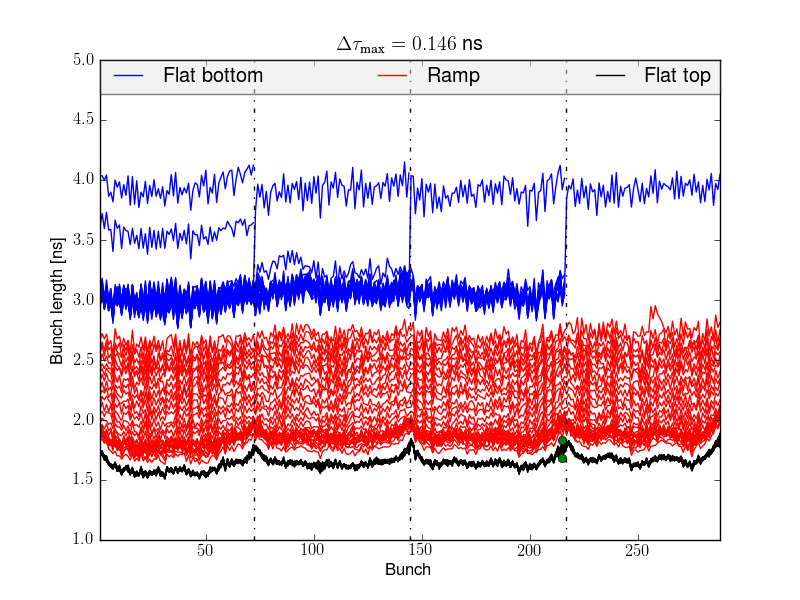 Δτmax = 0.146 ns
Flat bottom Ramp Flat top
5.0
4.5
4.0
3.5
3.0
2.5
2.0
1.5
1.0
Bunch length [ns]
50 100 150 200 250
Bunch